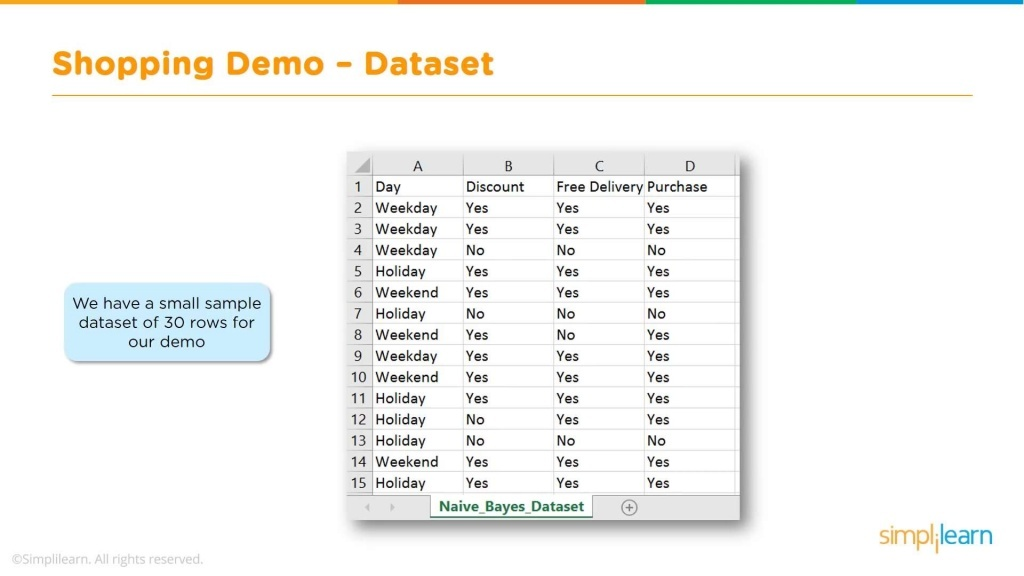 Shopping Demo – Dataset
We have a small sample
dataset of 30 rows for
our demo
A B C D
1 Day Discount Free Delivery Purchase
2 Weekday Yes Yes Yes
3 Weekday Yes Yes Yes
4 Weekday No No No
5 Holiday Yes Yes Yes
6 Weekend Yes Yes Yes
7 Holiday No No No
8 Weekend Yes No Yes
9 Weekday Yes Yes Yes
10 Weekend Yes Yes Yes
11 Holiday Yes Yes Yes
12 Holiday No Yes Yes
13 Holiday No No No
14 Weekend Yes Yes Yes
15 Holiday Yes Yes Yes
Naive_Bayes_Dataset
simplilearn
©Simplilearn. All rights reserved.